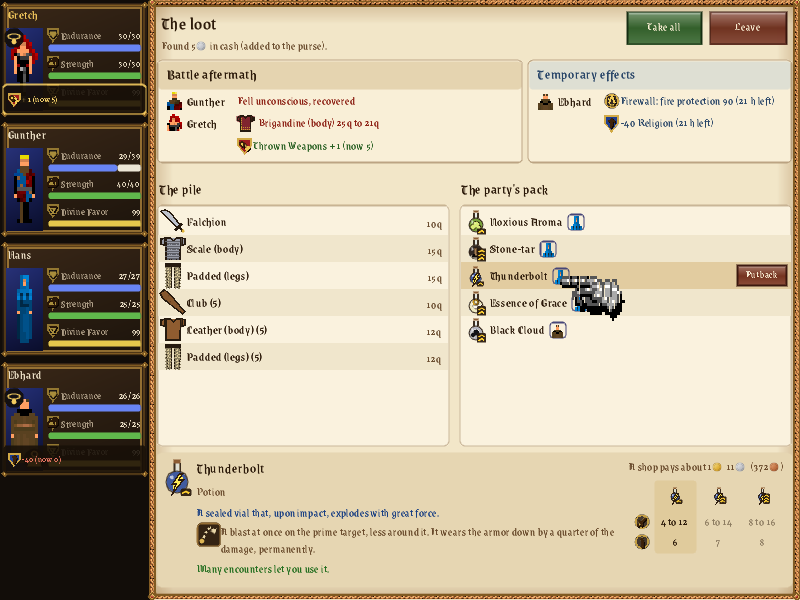 Gretch
Endurance 30/30
Strength 30/30
1 (now 5)
Gunther
Endurance 29/39
Strength 40/40
Divine Favor 99
Hans
Endurance 27/27
Strength 25/25
Divine Favor 99
Ebhard
Endurance 26/26
Strength 25/25
-40 (now 0)
The loot
Found 5 in cash (added to the purse).
Take all
Leave
Battle aftermath
Gunther Fell unconscious, recovered
Gretch Brigandine (body) 25q to 21q
Thrown Weapons +1 (now 5)
Temporary effects
Ebhard Firewall: fire protection 90 (21 h left)
-40 Religion (21 h left)
The pile
Falchion 10q
Scale (body) 15q
Padded (legs) 15q
Club (5) 10q
Leather (body) (5) 12q
Padded (legs) (5) 12q
The party's pack
Noxious Aroma
Stone-tar
Thunderbolt Put back
Essence of Grace
Black Cloud
Thunderbolt
Potion
A sealed vial that, upon impact, explodes with great force.
A blast at once on the prime target, less around it. It wears the armor down by a quarter of the
damage, permanently.
Many encounters let you use it.
A shop pays about 1 11 (372)
4 to 12 6 to 14 8 to 16
6 7 8